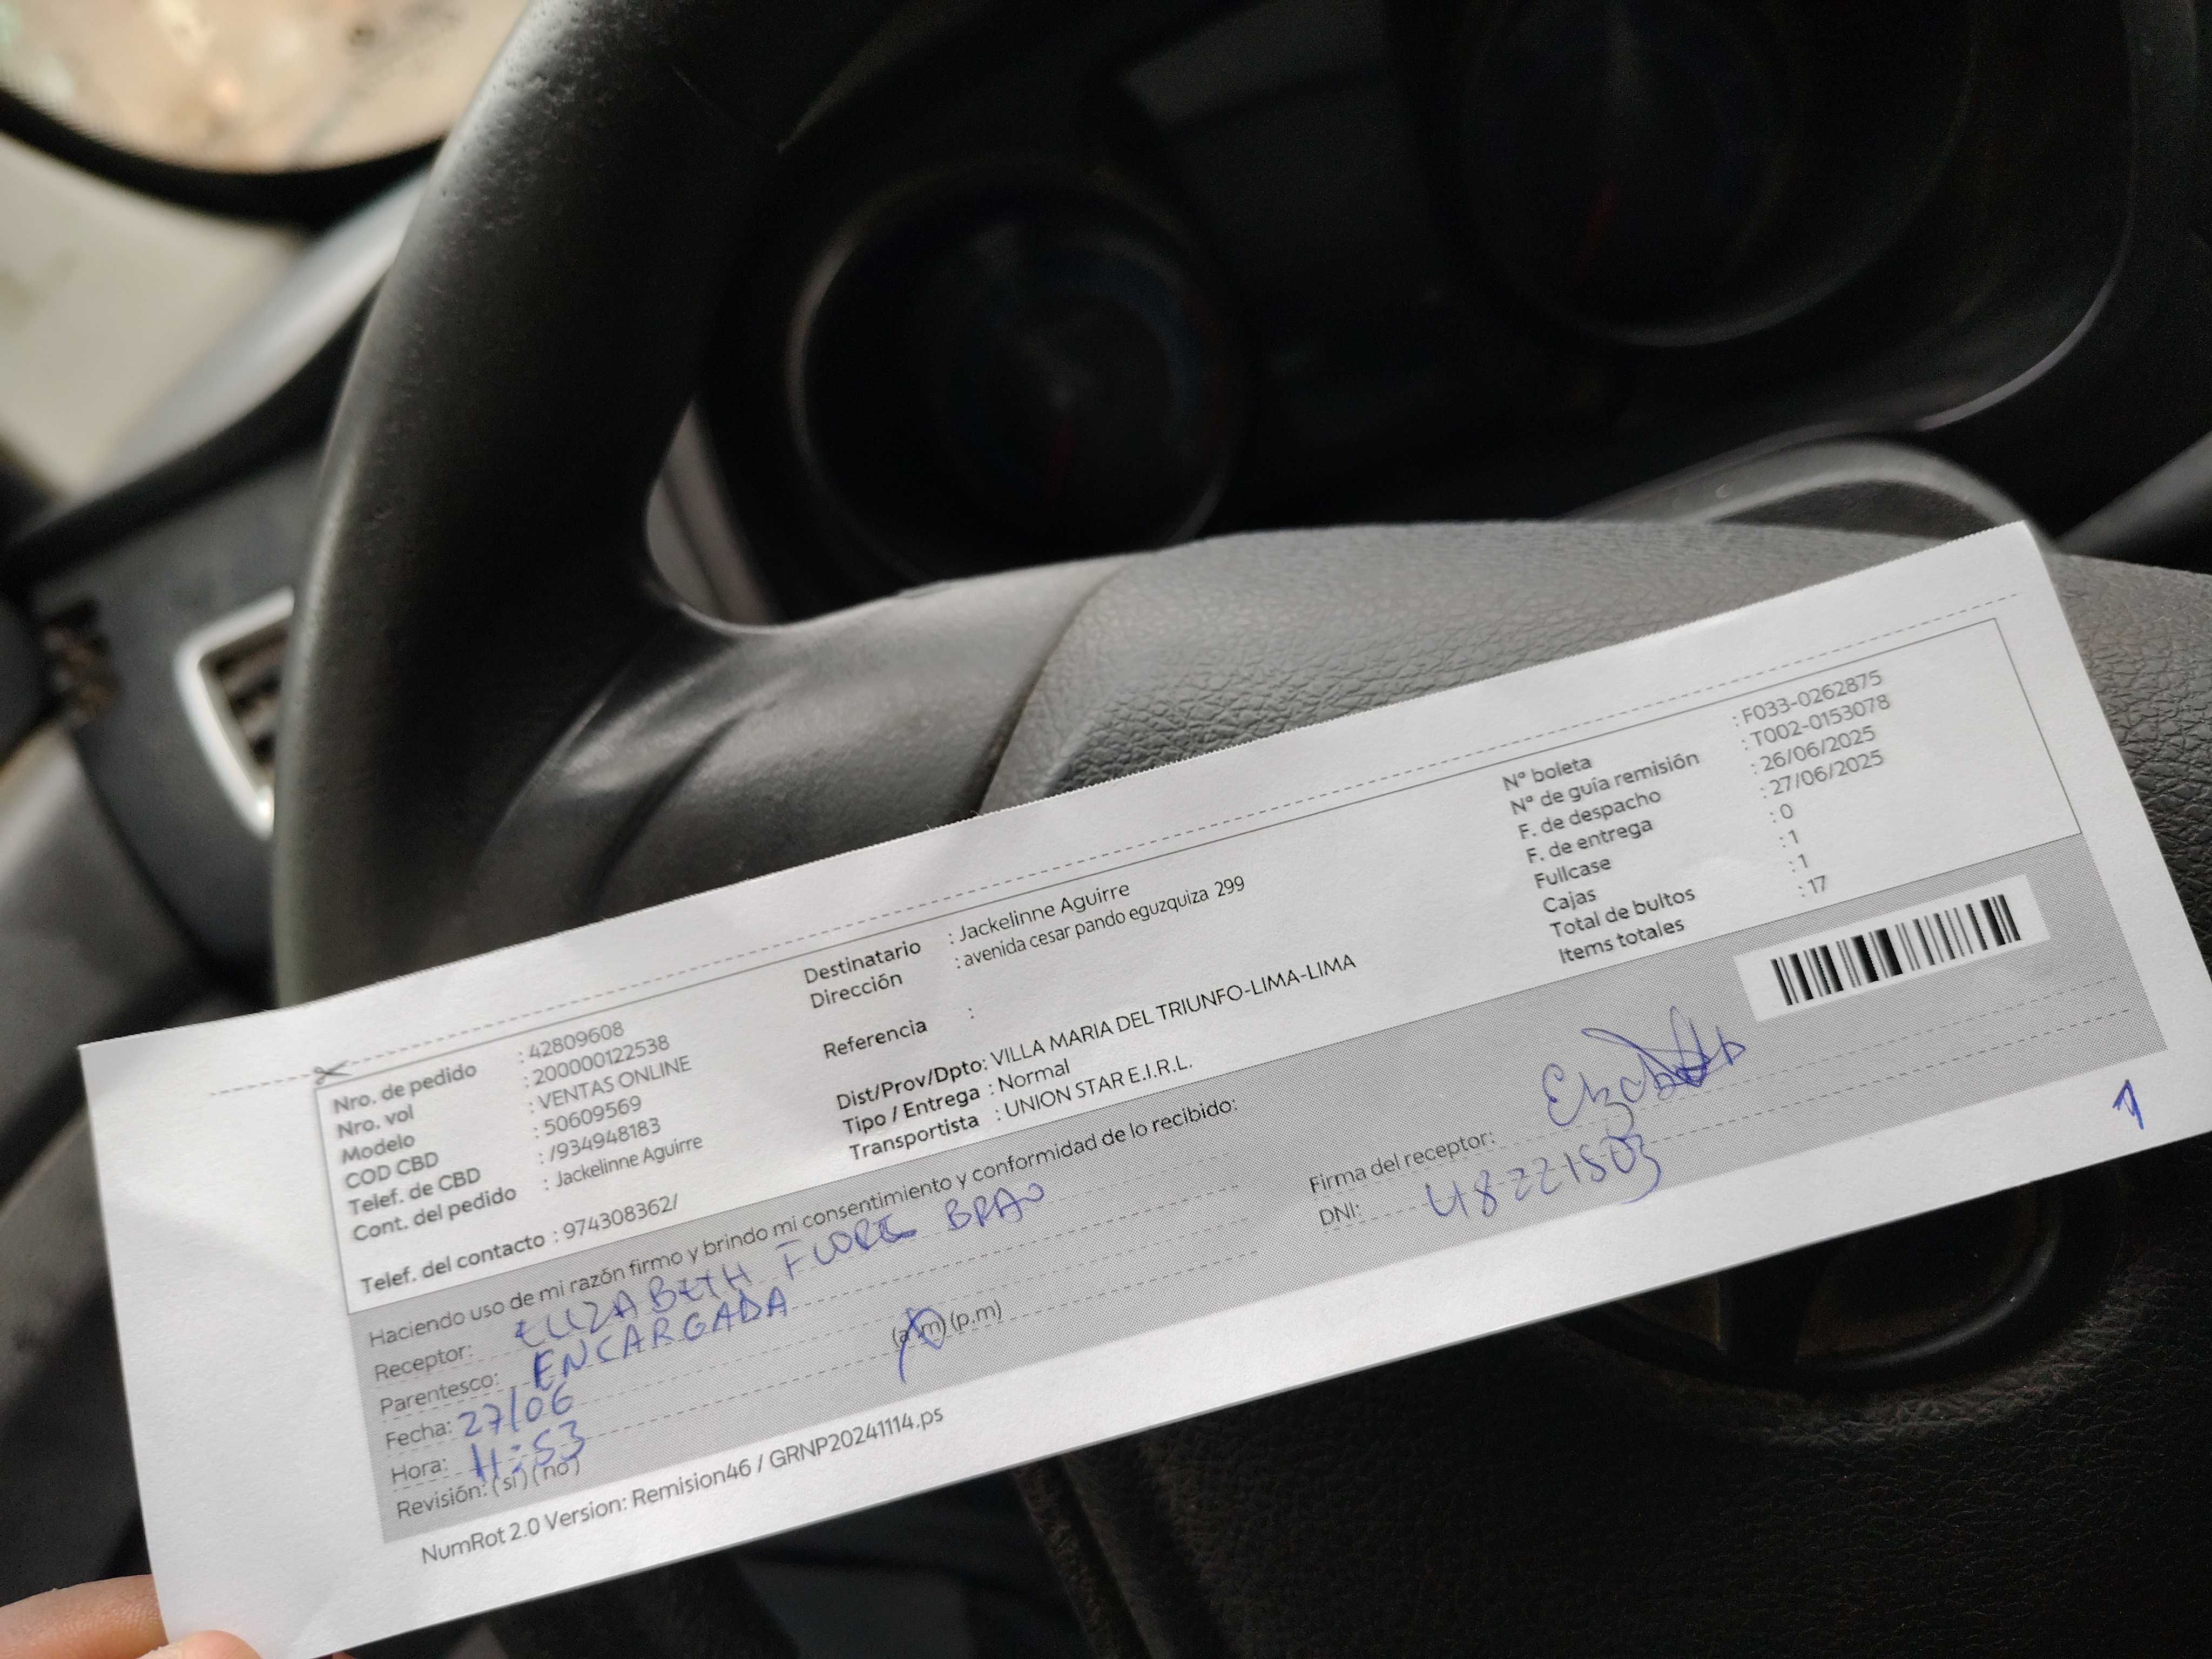 Nro. de pedido : 42809608
Nro. vol : 200000122538
Modelo : VENTAS ONLINE
COD CBD : 50609569
Telef. de CBD : /934948183
Cont. del pedido : Jackelinne Aguirre
Telef. del contacto : 974308362/
Destinatario : Jackelinne Aguirre
Dirección : avenida cesar pando eguzquiza 299
Referencia :
Dist/Prov/Dpto: VILLA MARIA DEL TRIUNFO-LIMA-LIMA
Tipo / Entrega : Normal
Transportista : UNION STAR E.I.R.L.
N° boleta : F033-0262875
N° de guía remisión : T002-0153078
F. de despacho : 26/06/2025
F. de entrega : 27/06/2025
Fullcase : 0
Cajas : 1
Total de bultos : 1
Items totales : 17
Haciendo uso de mi razón firmo y brindo mi consentimiento y conformidad de lo recibido:
Receptor: ELIZABETH BRAO
Parentesco: ENCARGADA
Fecha: 27/06
Hora: 11:53 (a.m) (p.m)
Revisión: (si) (no)
Firma del receptor:
DNI: 48221503
1
NumRot 2.0 Version: Remision46 / GRNP20241114.ps